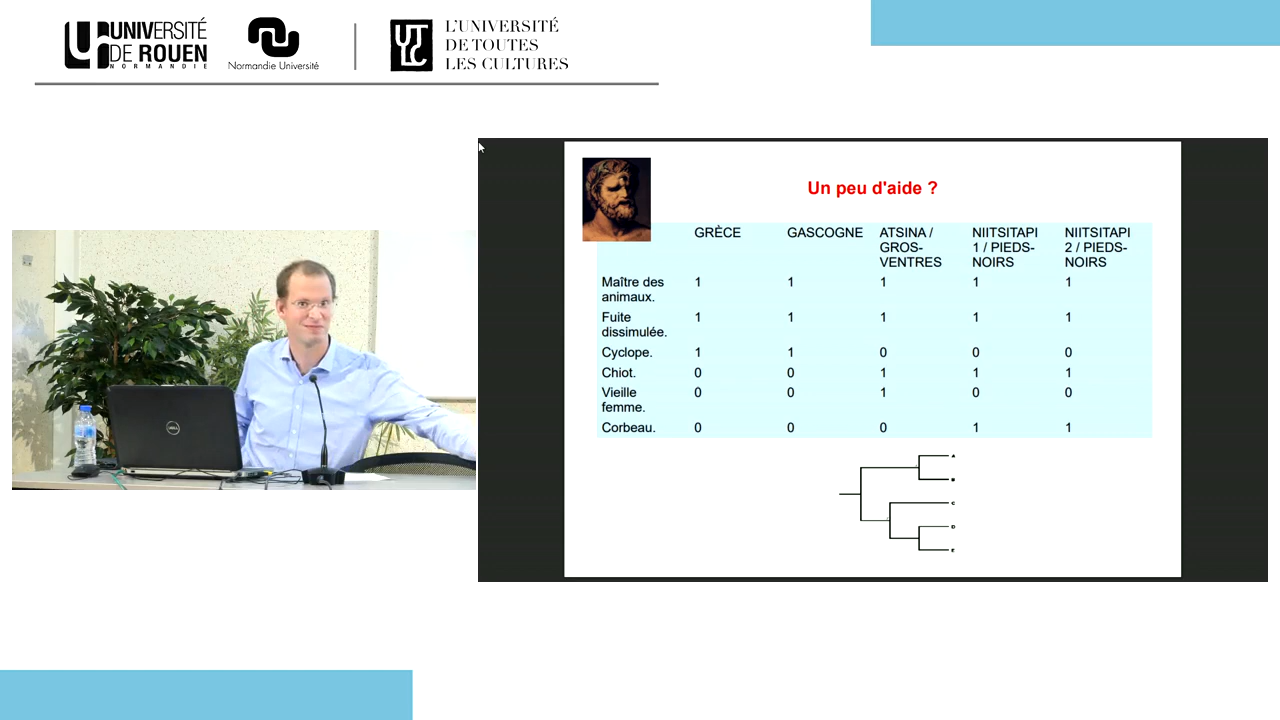 UNIVERSITÉ
DE ROUEN
NORMANDIE
Normandie Université
UTLC
L'UNIVERSITÉ
DE TOUTES
LES CULTURES
Un peu d'aide ?
GRÈCE GASCOGNE ATSINA / GROS-VENTRES NIITSITAPI 1 / PIEDS-NOIRS NIITSITAPI 2 / PIEDS-NOIRS
Maître des animaux. 1 1 1 1 1
Fuite dissimulée. 1 1 1 1 1
Cyclope. 1 1 0 0 0
Chiot. 0 0 1 1 1
Vieille femme. 0 0 1 0 0
Corbeau. 0 0 0 1 1
A
B
C
D
E
DELL